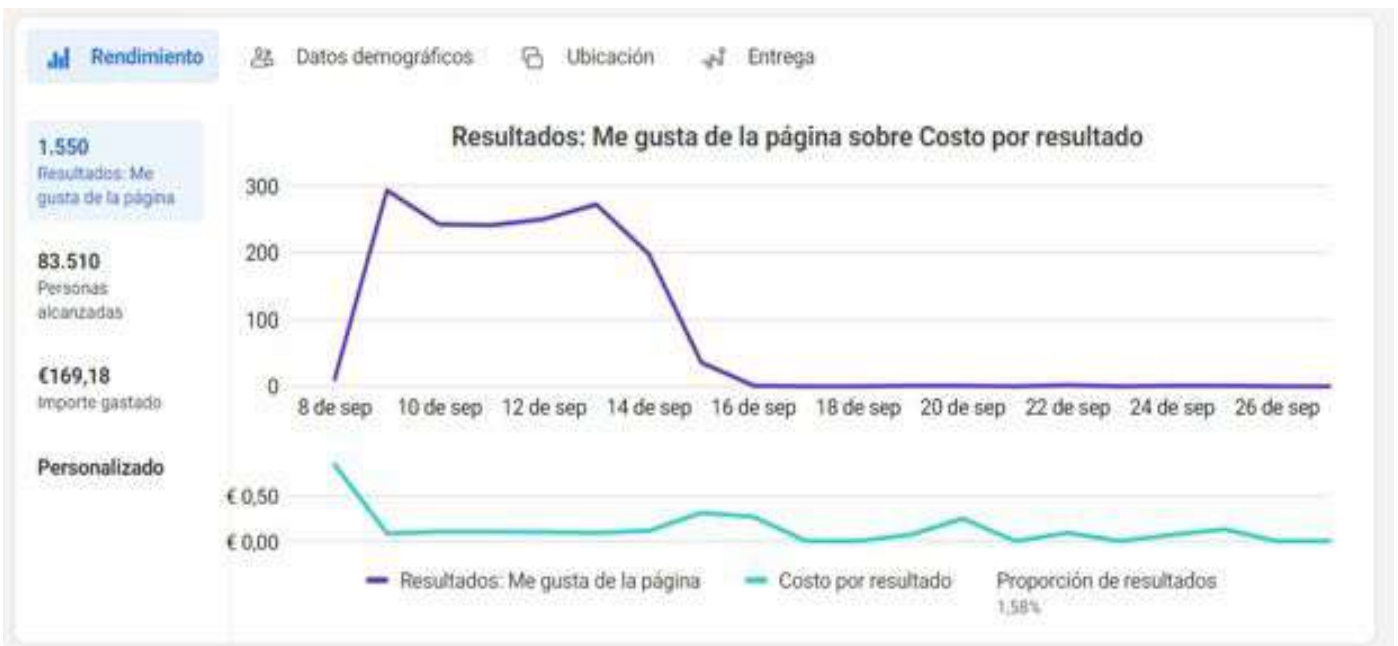 Rendimiento Datos demográficos Ubicación Entrega
1.550
Resultados: Me
gusta de la página
83.510
Personas
alcanzadas
€169,18
Importe gastado
Personalizado
Resultados: Me gusta de la página sobre Costo por resultado
300
200
100
0
8 de sep 10 de sep 12 de sep 14 de sep 16 de sep 18 de sep 20 de sep 22 de sep 24 de sep 26 de sep
€ 0,50
€ 0,00
Resultados: Me gusta de la página Costo por resultado Proporción de resultados
1,58%